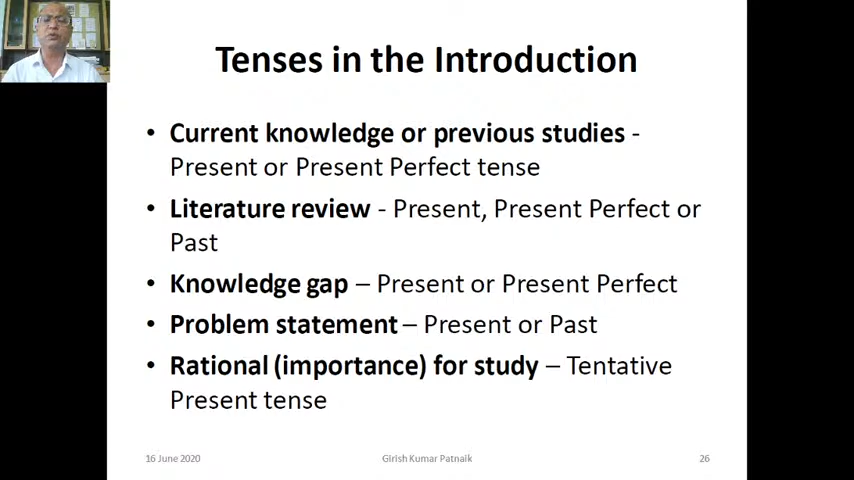 Tenses in the Introduction
• Current knowledge or previous studies -
Present or Present Perfect tense
• Literature review - Present, Present Perfect or
Past
• Knowledge gap – Present or Present Perfect
• Problem statement – Present or Past
• Rational (importance) for study – Tentative
Present tense
16 June 2020
Girish Kumar Patnaik
26